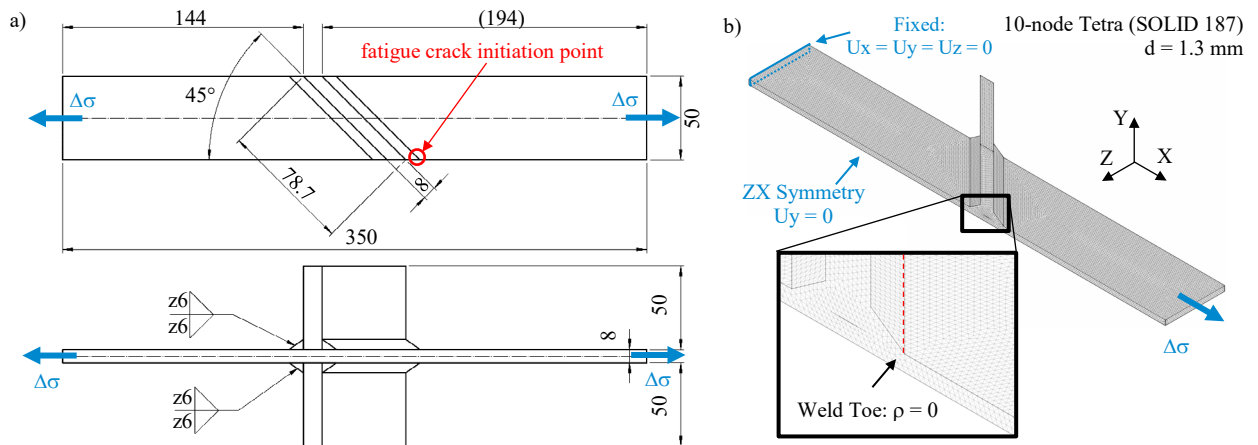 a)
144
(194)
fatigue crack initiation point
45°
Δσ
Δσ
50
78.7
8
350
z6
z6
50
8
Δσ
Δσ
z6
z6
50
b)
Fixed:
Ux = Uy = Uz = 0
10-node Tetra (SOLID 187)
d = 1.3 mm
Y
Z
X
ZX Symmetry
Uy = 0
Δσ
Weld Toe: ρ = 0